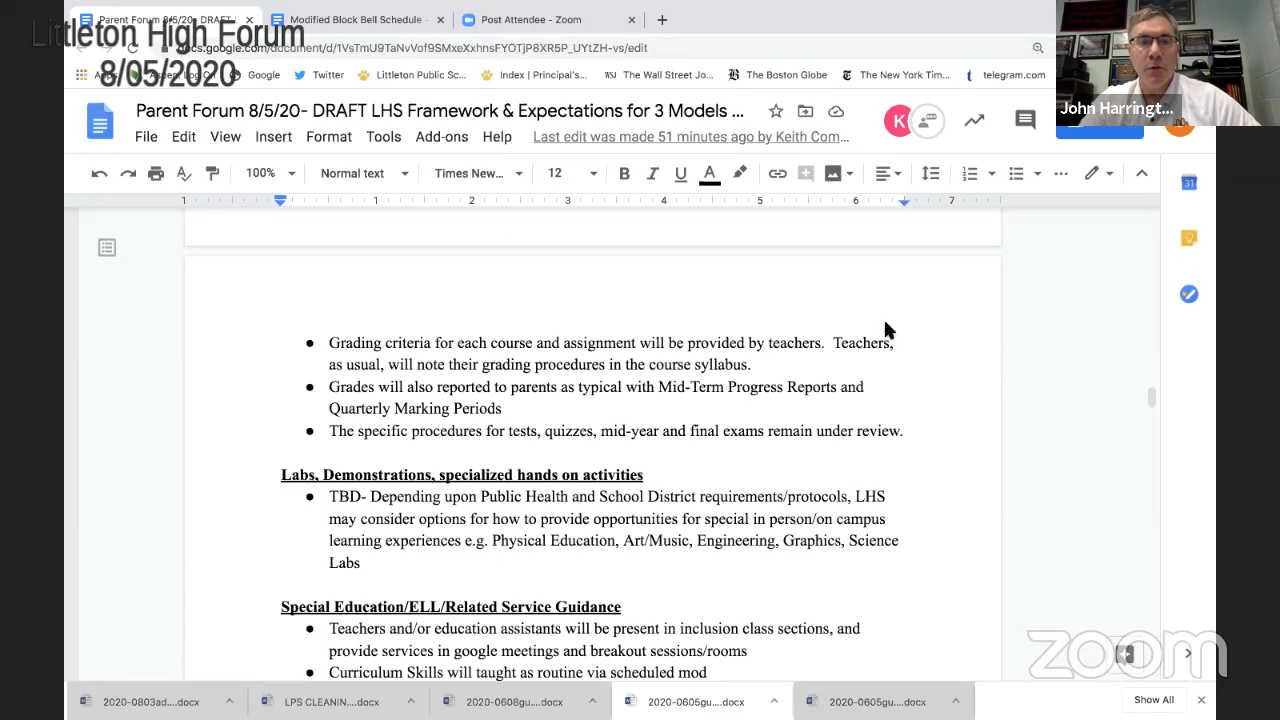 Littleton High Forum
8/05/2020
Parent Forum 8/5/20- DRAFT L
Modified Block Bell Schedule -
Post Attendee - Zoom
docs.google.com/document/d/1VsTmU9TaNvVof9SMxeXxhnsFYOTjP8XR5P_UYtZH-vs/edit
Google
Twitter
Littleton Public Sc...
Index | Principal's...
WSJ
The Wall Street Jo...
B
The Boston Globe
The New York Tim...
telegram.com
Parent Forum 8/5/20- DRAFT LHS Framework & Expectations for 3 Models ...
K
John Harringt...
File Edit View Insert Format Tools Add-ons Help Last edit was made 51 minutes ago by Keith Com...
100% Normal text Times New... 12 B I U A
1 1 2 3 4 5 6 7
31
● Grading criteria for each course and assignment will be provided by teachers. Teachers,
as usual, will note their grading procedures in the course syllabus.
● Grades will also reported to parents as typical with Mid-Term Progress Reports and
Quarterly Marking Periods
● The specific procedures for tests, quizzes, mid-year and final exams remain under review.
Labs, Demonstrations, specialized hands on activities
● TBD- Depending upon Public Health and School District requirements/protocols, LHS
may consider options for how to provide opportunities for special in person/on campus
learning experiences e.g. Physical Education, Art/Music, Engineering, Graphics, Science
Labs
Special Education/ELL/Related Service Guidance
● Teachers and/or education assistants will be present in inclusion class sections, and
provide services in google meetings and breakout sessions/rooms
● Curriculum Skills will taught as routine via scheduled mod
zoom
2020-0803ad....docx
LPS CLEANIN....docx
2020-0608gu....docx
2020-0605gu....docx
2020-0605gu....docx
Show All